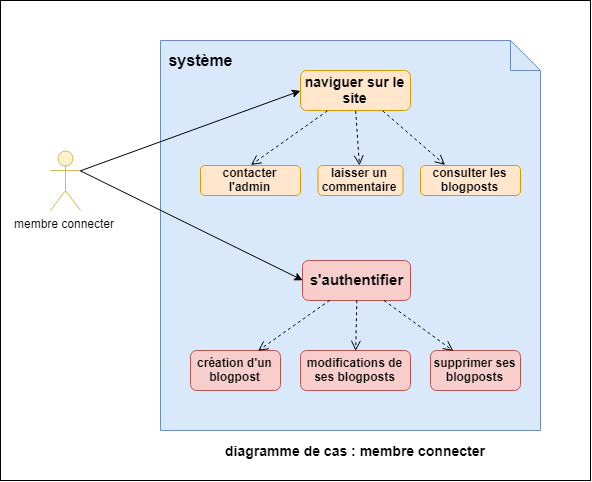 système
naviguer sur le
site
contacter
l'admin
laisser un
commentaire
consulter les
blogposts
membre connecter
s'authentifier
création d'un
blogpost
modifications de
ses blogposts
supprimer ses
blogposts
diagramme de cas : membre connecter